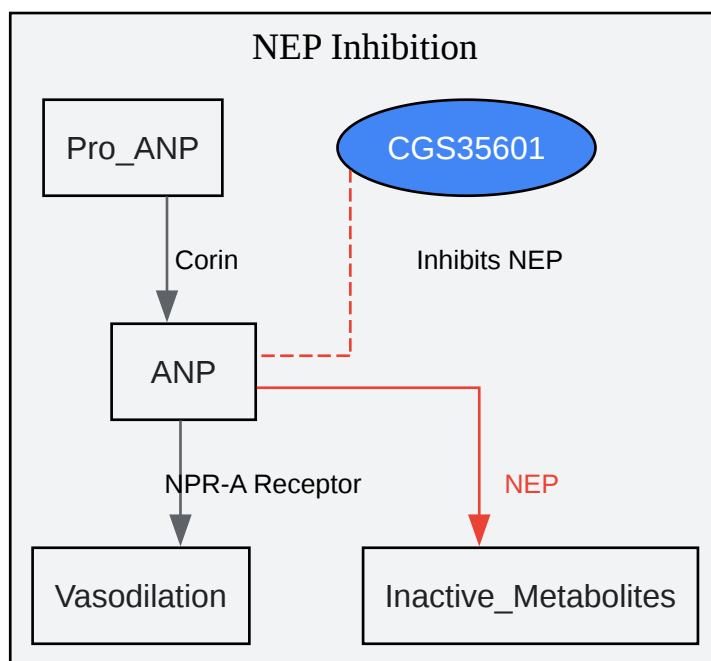 NEP Inhibition
Pro_ANP
CGS35601
Corin
Inhibits NEP
ANP
NPR-A Receptor
NEP
Vasodilation
Inactive_Metabolites